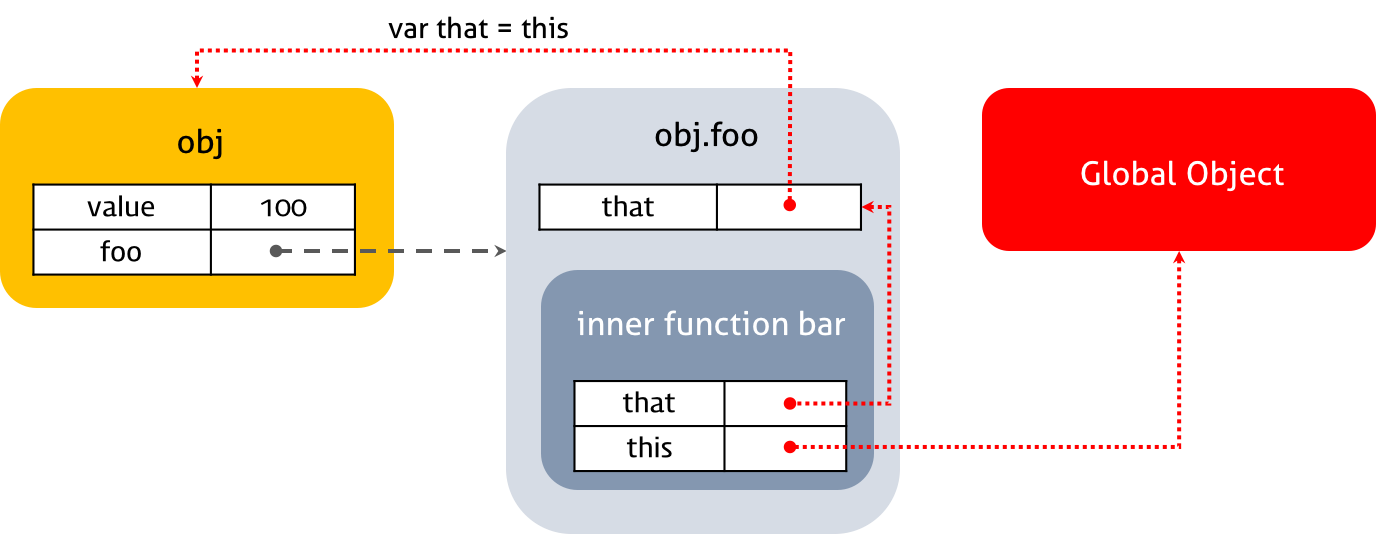 var that = this
obj
value 100
foo
obj.foo
that
inner function bar
that
this
Global Object